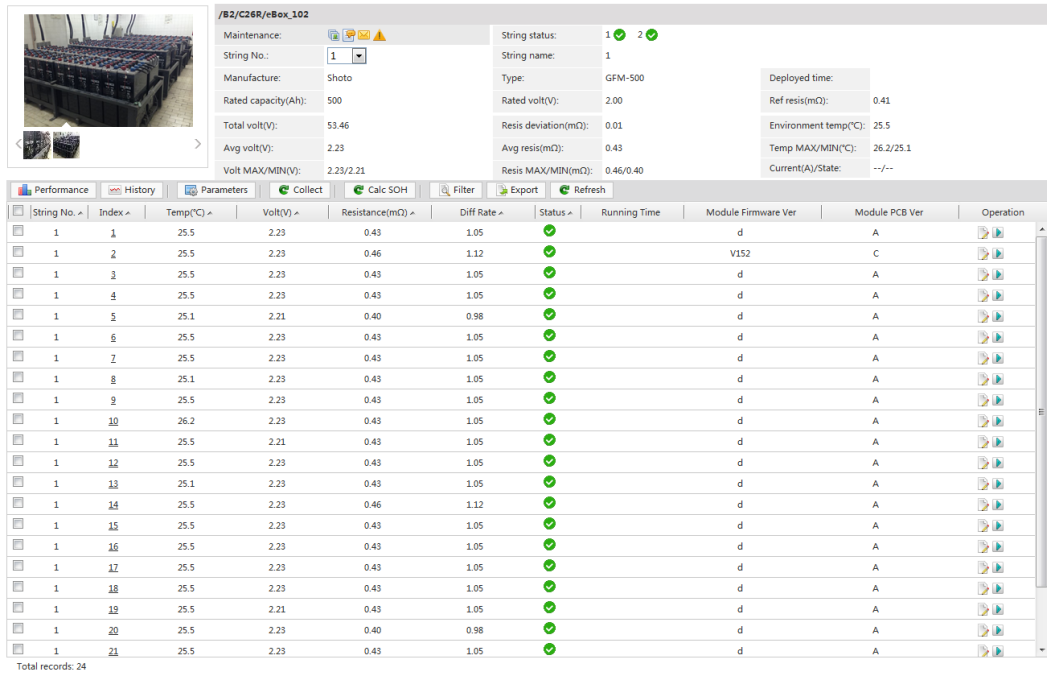 /B2/C26R/eBox_102
Maintenance: String status: 1 2
String No.: 1 String name: 1
Manufacture: Shoto Type: GFM-500 Deployed time:
Rated capacity(Ah): 500 Rated volt(V): 2.00 Ref resis(mΩ): 0.41
Total volt(V): 53.46 Resis deviation(mΩ): 0.01 Environment temp(℃): 25.5
Avg volt(V): 2.23 Avg resis(mΩ): 0.43 Temp MAX/MIN(℃): 26.2/25.1
Volt MAX/MIN(V): 2.23/2.21 Resis MAX/MIN(mΩ): 0.46/0.40 Current(A)/State: --/--
Performance History Parameters Collect Calc SOH Filter Export Refresh
String No. Index Temp(℃) Volt(V) Resistance(mΩ) Diff Rate Status Running Time Module Firmware Ver Module PCB Ver Operation
1 1 25.5 2.23 0.43 1.05 d A
1 2 25.5 2.23 0.46 1.12 V152 C
1 3 25.5 2.23 0.43 1.05 d A
1 4 25.5 2.23 0.43 1.05 d A
1 5 25.1 2.21 0.40 0.98 d A
1 6 25.5 2.23 0.43 1.05 d A
1 7 25.5 2.23 0.43 1.05 d A
1 8 25.1 2.23 0.43 1.05 d A
1 9 25.5 2.23 0.43 1.05 d A
1 10 26.2 2.23 0.43 1.05 d A
1 11 25.5 2.21 0.43 1.05 d A
1 12 25.5 2.23 0.43 1.05 d A
1 13 25.1 2.23 0.43 1.05 d A
1 14 25.5 2.23 0.46 1.12 d A
1 15 25.5 2.23 0.43 1.05 d A
1 16 25.5 2.23 0.43 1.05 d A
1 17 25.5 2.23 0.43 1.05 d A
1 18 25.5 2.23 0.43 1.05 d A
1 19 25.5 2.21 0.43 1.05 d A
1 20 25.5 2.23 0.40 0.98 d A
1 21 25.5 2.23 0.43 1.05 d A
Total records: 24